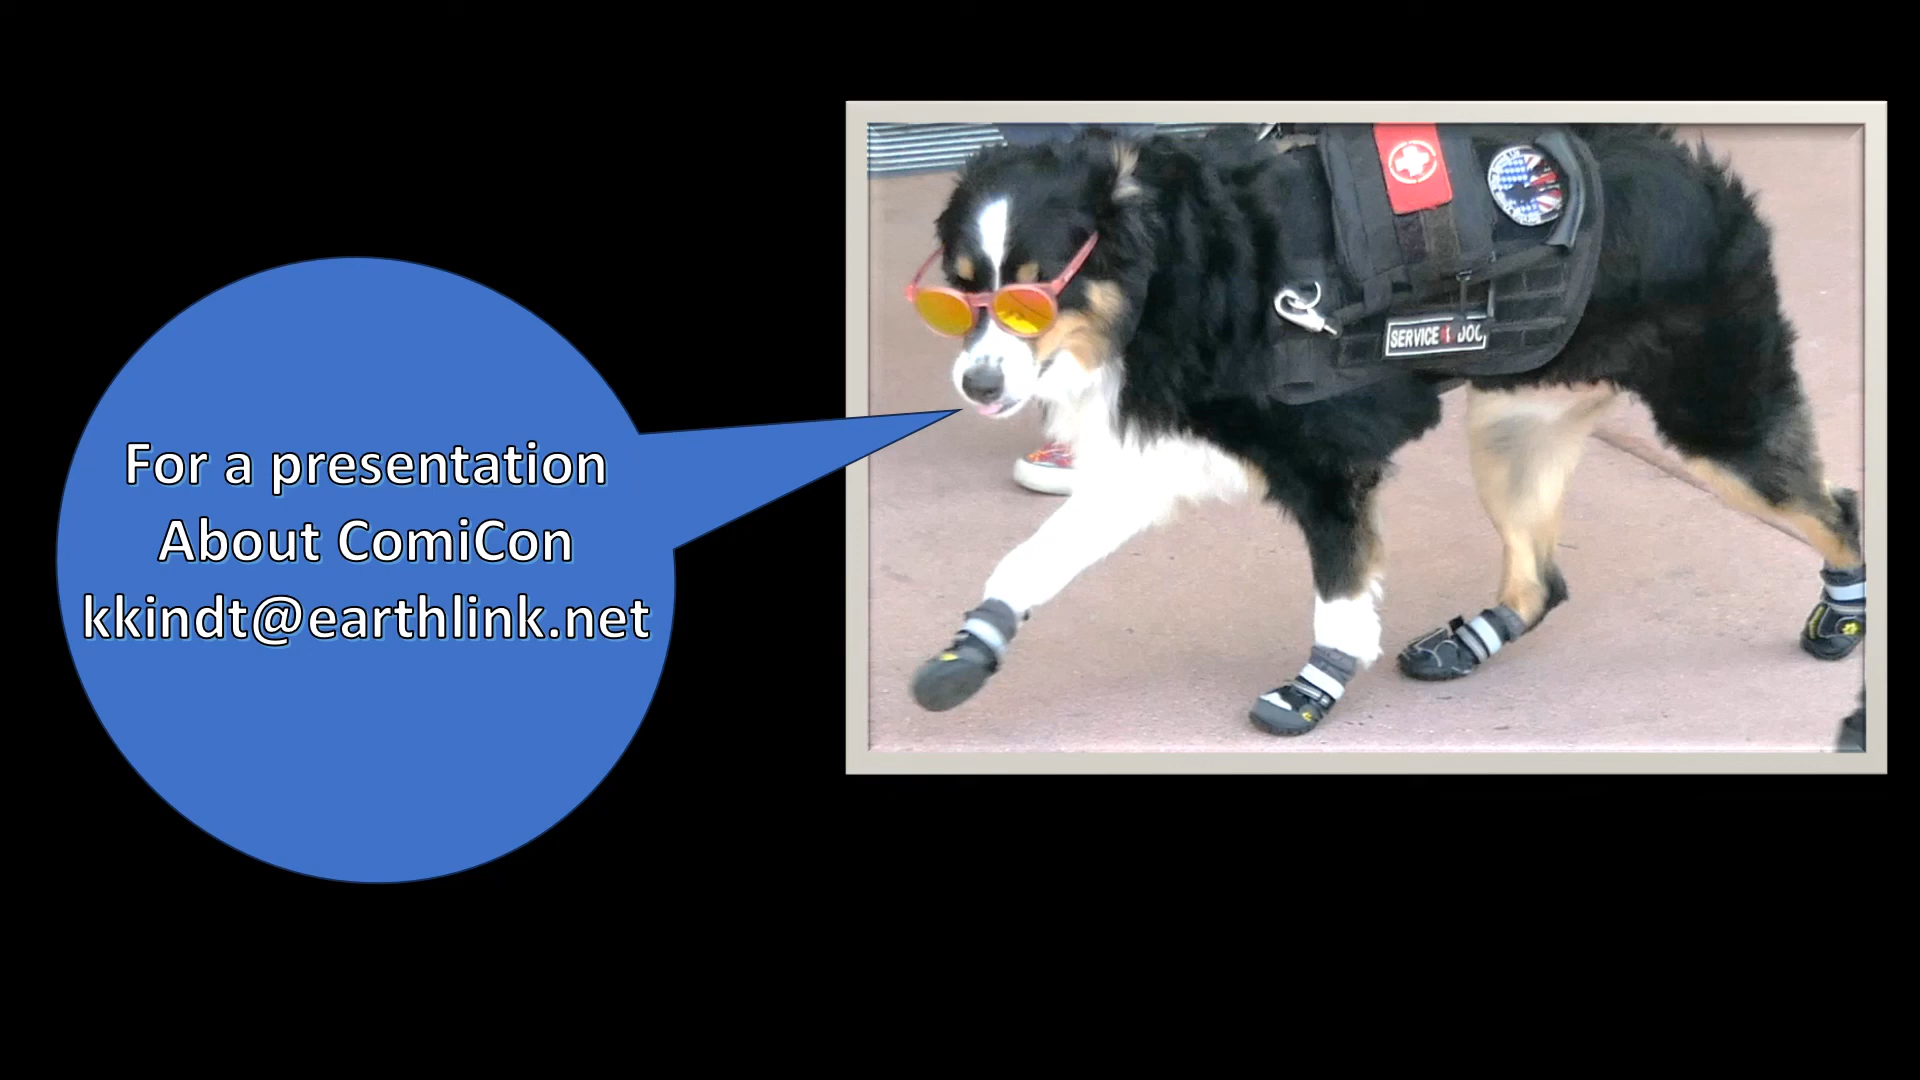 For a presentation
About ComiCon
kkindt@earthlink.net
SERVICE DOG